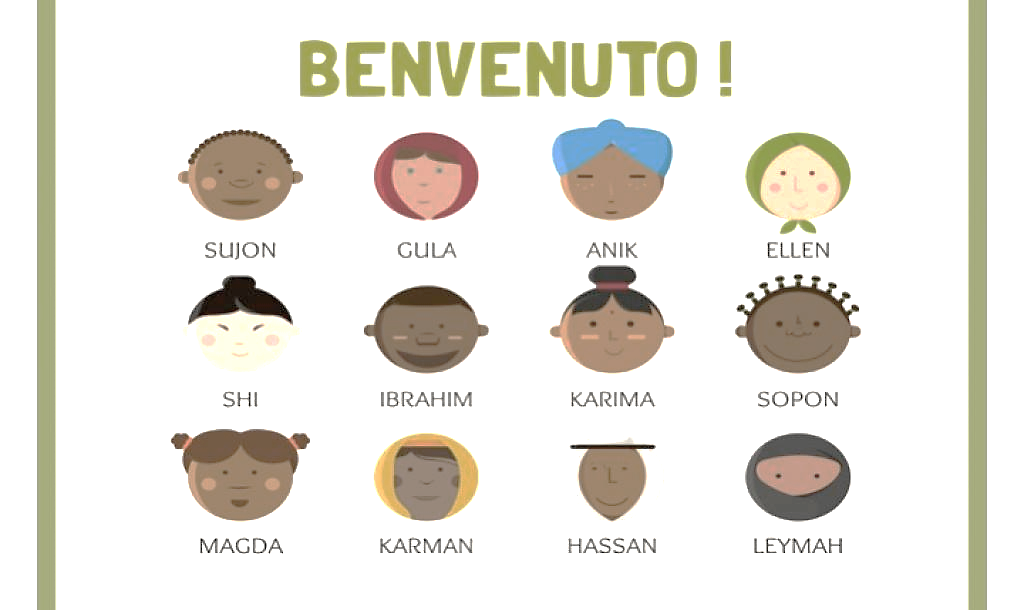 BENVENUTO !
SUJON GULA ANIK ELLEN
SHI IBRAHIM KARIMA SOPON
MAGDA KARMAN HASSAN LEYMAH